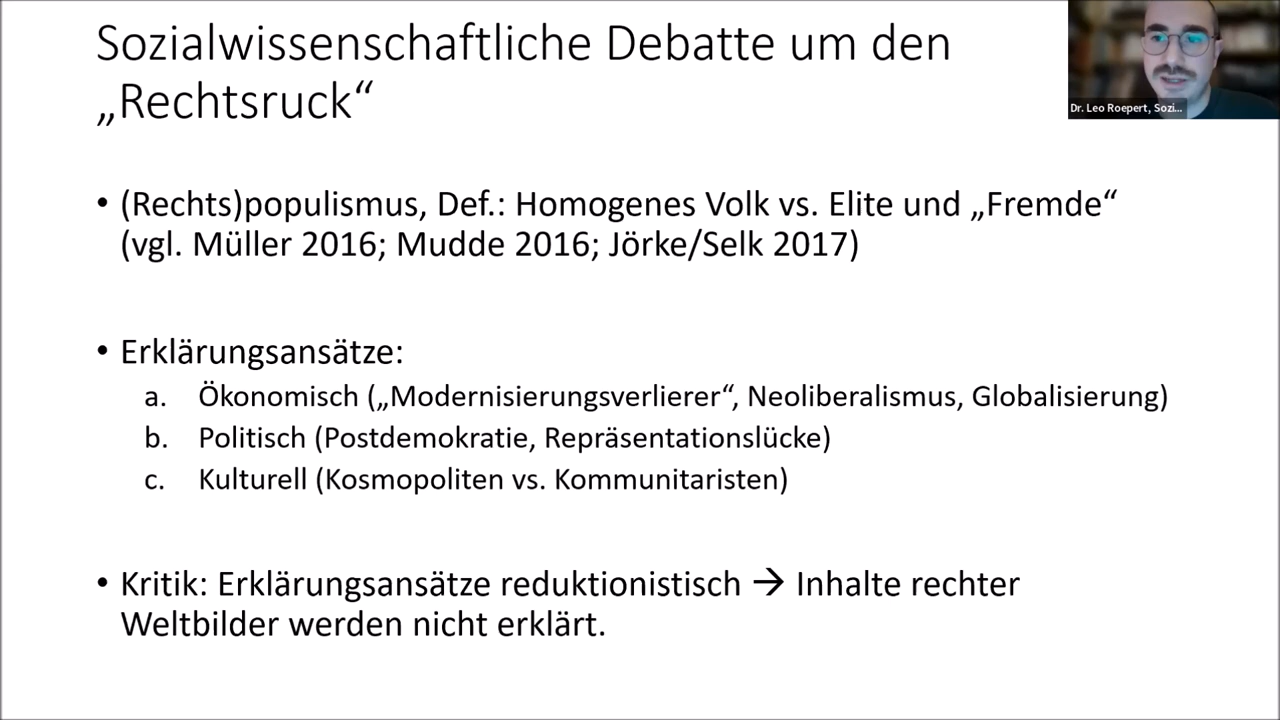 Sozialwissenschaftliche Debatte um den
„Rechtsruck“
Dr. Leo Roepert, Sozi...
• (Rechts)populismus, Def.: Homogenes Volk vs. Elite und „Fremde“
(vgl. Müller 2016; Mudde 2016; Jörke/Selk 2017)
• Erklärungsansätze:
a. Ökonomisch („Modernisierungsverlierer“, Neoliberalismus, Globalisierung)
b. Politisch (Postdemokratie, Repräsentationslücke)
c. Kulturell (Kosmopoliten vs. Kommunitaristen)
• Kritik: Erklärungsansätze reduktionistisch → Inhalte rechter
Weltbilder werden nicht erklärt.